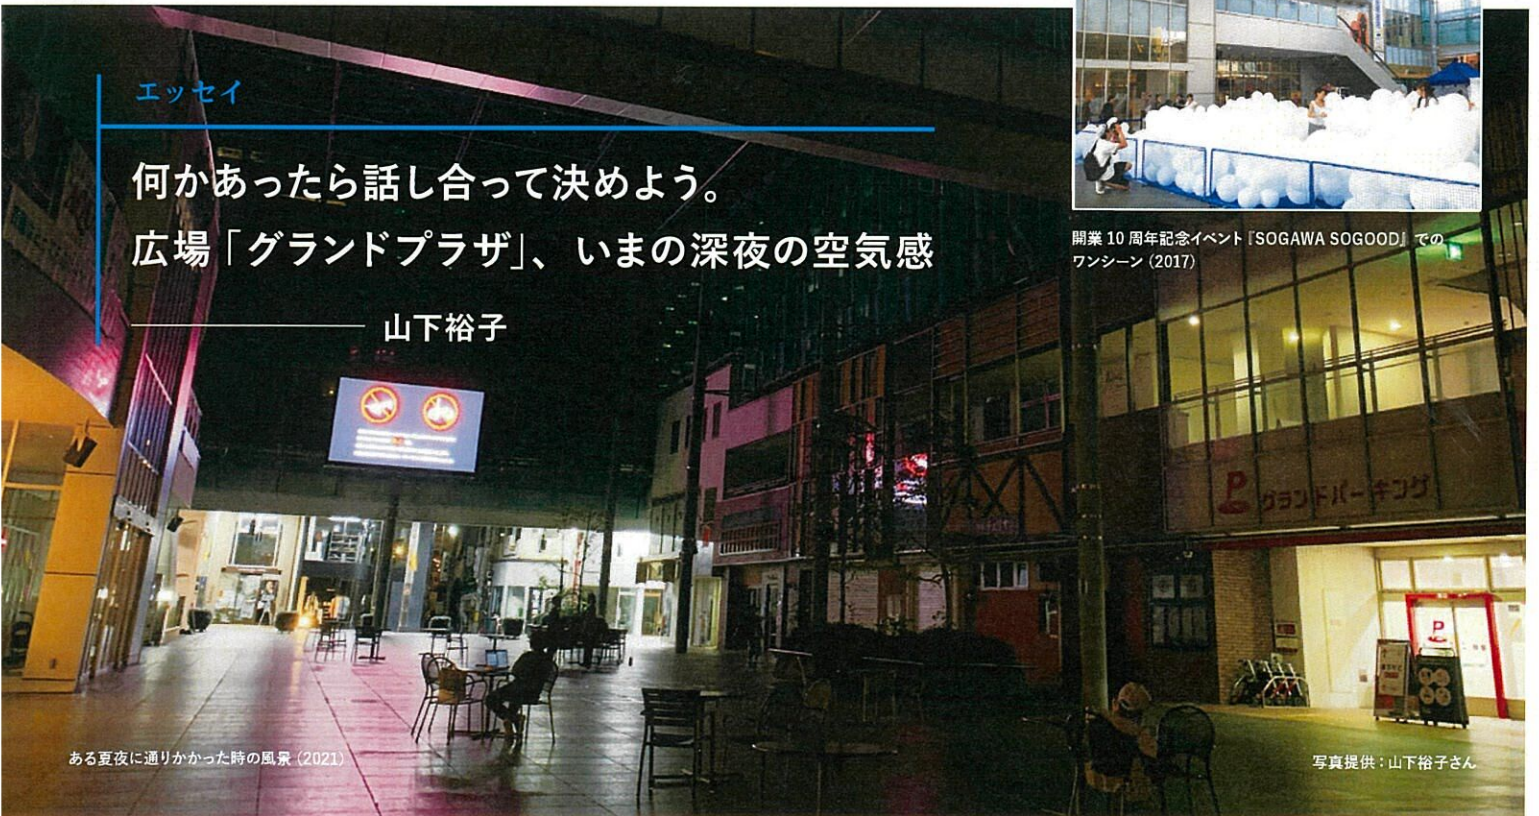 エッセイ
何かあったら話し合って決めよう。
広場「グランドプラザ」、いまの深夜の空気感
山下裕子
開業 10 周年記念イベント『SOGAWA SOGOOD』での
ワンシーン（2017）
P グランドパーキング
P
ある夏夜に通りかかった時の風景（2021）
写真提供：山下裕子さん